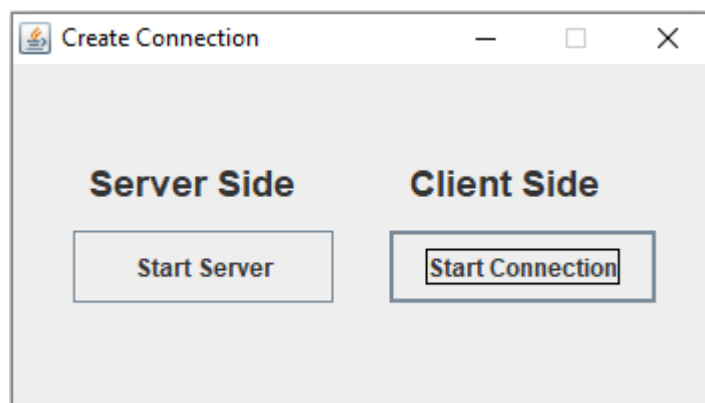 Create Connection
Server Side Client Side
Start Server Start Connection